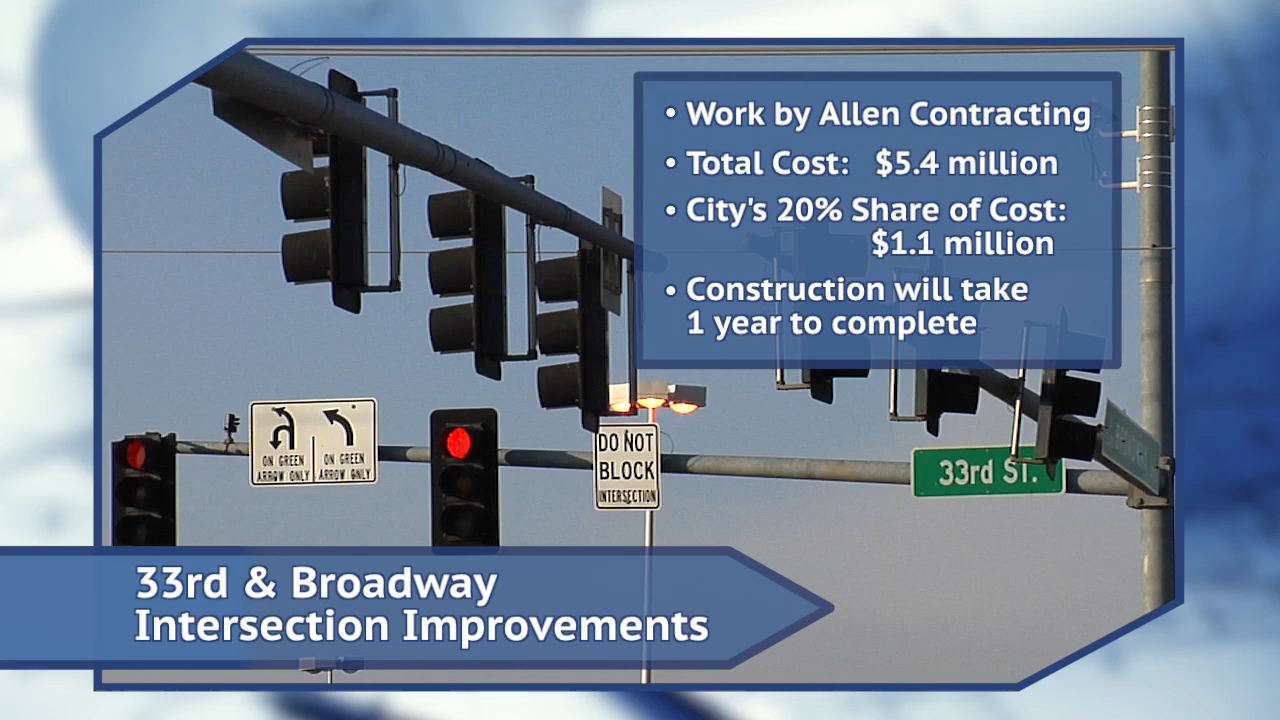 • Work by Allen Contracting
• Total Cost: $5.4 million
• City's 20% Share of Cost:
$1.1 million
• Construction will take
1 year to complete
ON GREEN
ARROW ONLY
ON GREEN
ARROW ONLY
DO NOT
BLOCK
INTERSECTION
33rd ST.
33rd & Broadway
Intersection Improvements